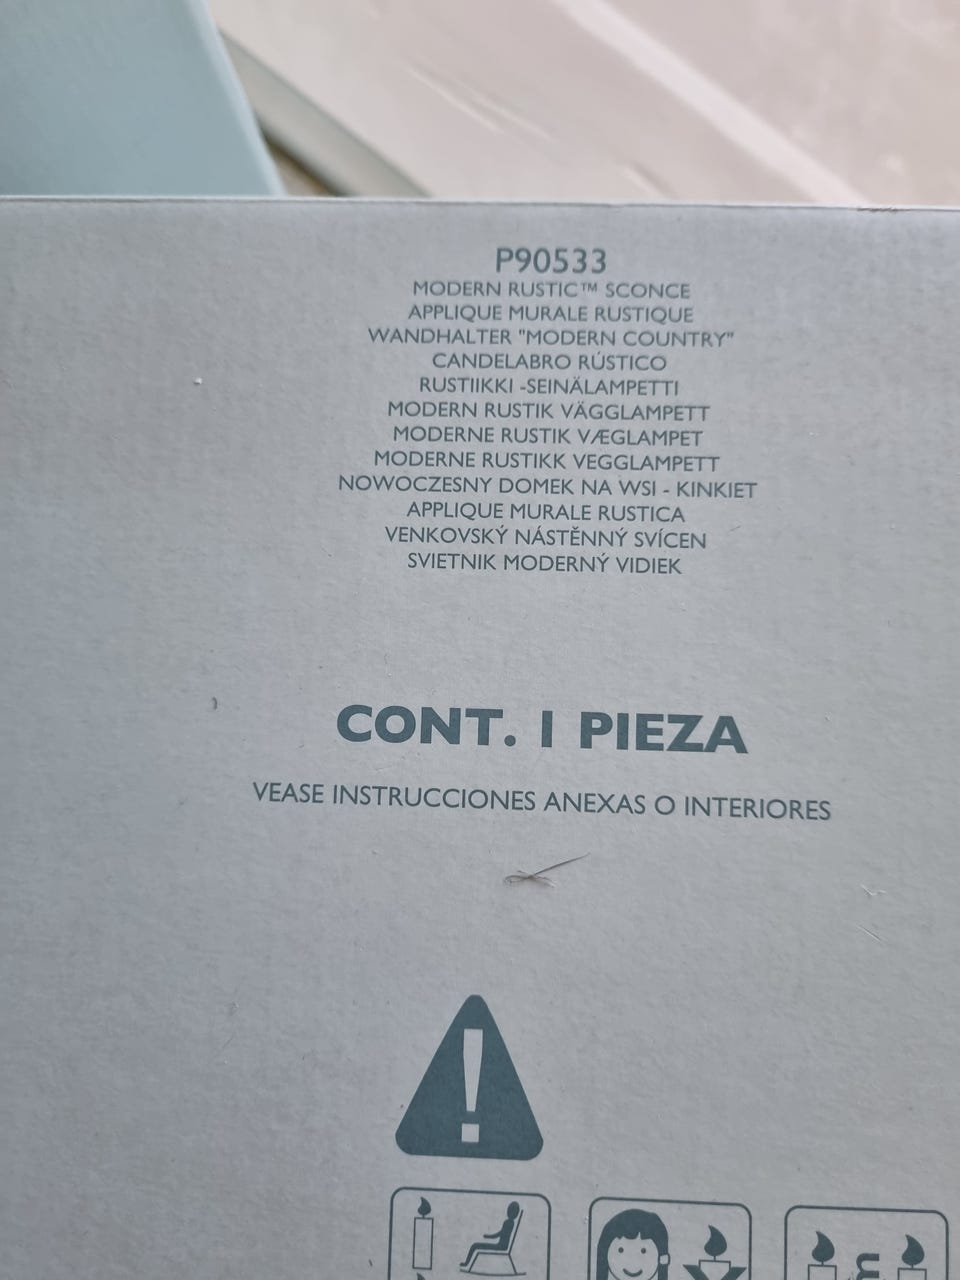 P90533
MODERN RUSTIC™ SCONCE
APPLIQUE MURALE RUSTIQUE
WANDHALTER "MODERN COUNTRY"
CANDELABRO RÚSTICO
RUSTIIKKI -SEINÄLAMPETTI
MODERN RUSTIK VÄGGLAMPETT
MODERNE RUSTIK VÆGLAMPET
MODERNE RUSTIKK VEGGLAMPETT
NOWOCZESNY DOMEK NA WSI - KINKIET
APPLIQUE MURALE RUSTICA
VENKOVSKÝ NÁSTĚNNÝ SVÍCEN
SVIETNIK MODERNÝ VIDIEK
CONT. 1 PIEZA
VEASE INSTRUCCIONES ANEXAS O INTERIORES